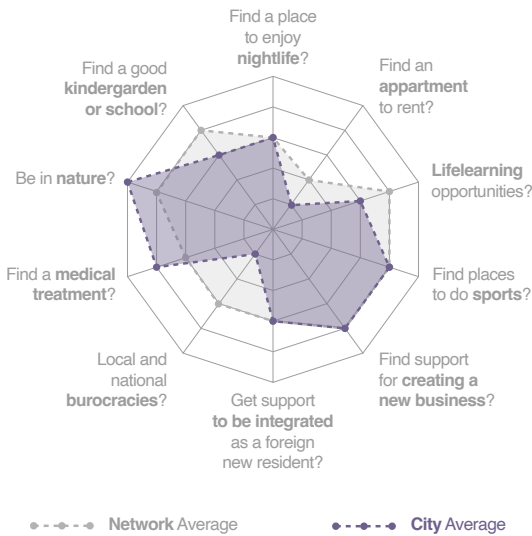 Find a place
to enjoy
nightlife?
Find an
appartment
to rent?
Find a good
kindergarden
or school?
Lifelearning
opportunities?
Be in nature?
Find a medical
treatment?
Find places
to do sports?
Local and
national
burocracies?
Get support
to be integrated
as a foreign
new resident?
Find support
for creating a
new business?
Network Average
City Average